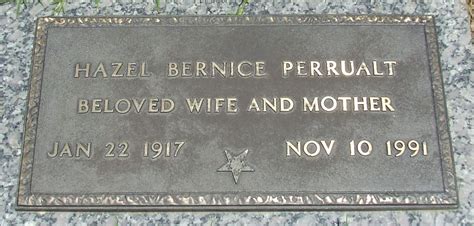 HAZEL BERNICE PERRUALT
BELOVED WIFE AND MOTHER
JAN 22 1917 NOV 10 1991